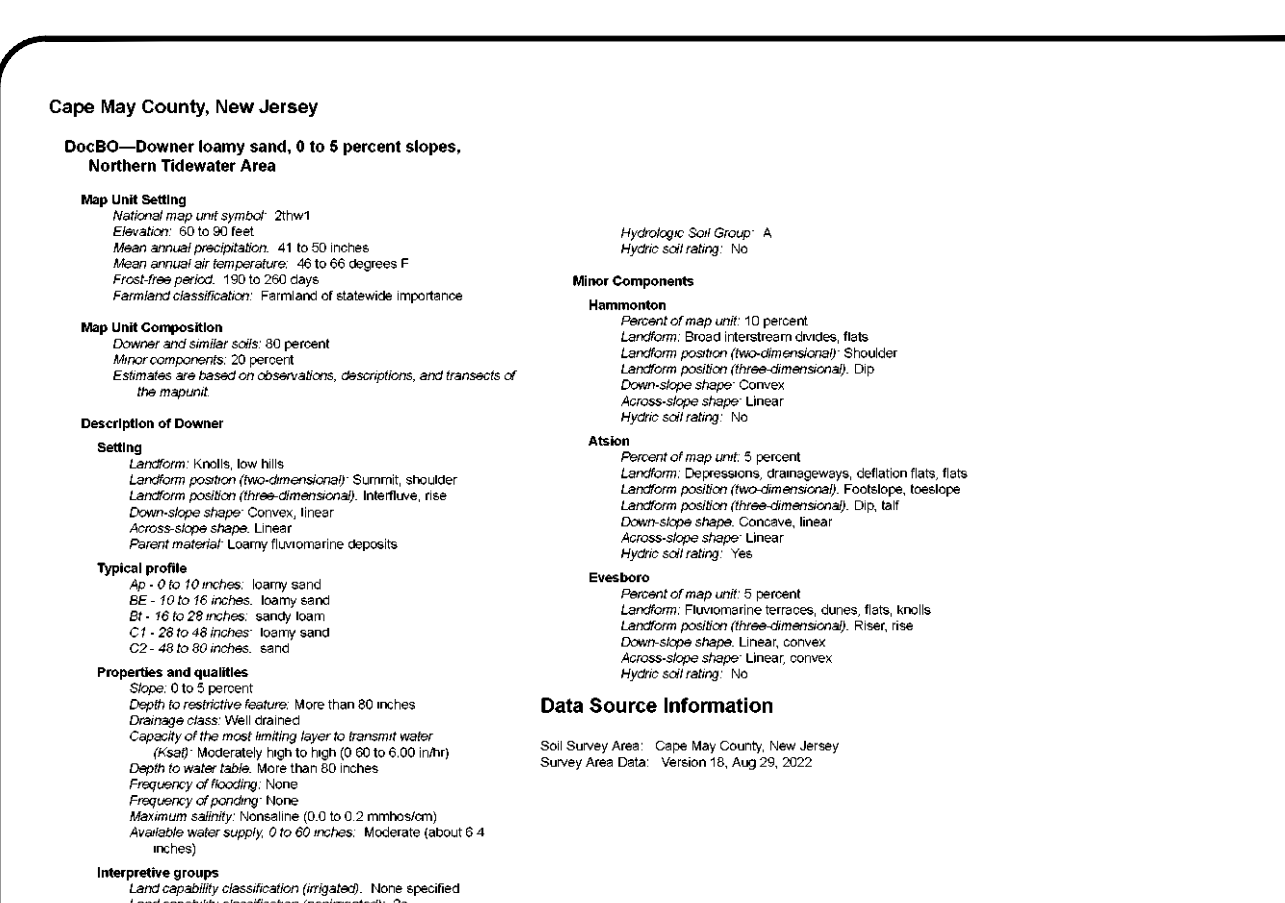 Cape May County, New Jersey
DocBO—Downer loamy sand, 0 to 5 percent slopes,
Northern Tidewater Area
Map Unit Setting
National map unit symbol: 2thw1
Elevation: 60 to 90 feet
Mean annual precipitation: 41 to 50 inches
Mean annual air temperature: 46 to 66 degrees F
Frost-free period: 190 to 260 days
Farmland classification: Farmland of statewide importance
Map Unit Composition
Downer and similar soils: 80 percent
Minor components: 20 percent
Estimates are based on observations, descriptions, and transects of
the mapunit.
Description of Downer
Setting
Landform: Knolls, low hills
Landform position (two-dimensional): Summit, shoulder
Landform position (three-dimensional): Interfluve, rise
Down-slope shape: Convex, linear
Across-slope shape: Linear
Parent material: Loamy fluviomarine deposits
Typical profile
Ap - 0 to 10 inches: loamy sand
BE - 10 to 16 inches: loamy sand
Bt - 16 to 28 inches: sandy loam
C1 - 28 to 48 inches: loamy sand
C2 - 48 to 80 inches: sand
Properties and qualities
Slope: 0 to 5 percent
Depth to restrictive feature: More than 80 inches
Drainage class: Well drained
Capacity of the most limiting layer to transmit water
(Ksat): Moderately high to high (0.60 to 6.00 in/hr)
Depth to water table: More than 80 inches
Frequency of flooding: None
Frequency of ponding: None
Maximum salinity: Nonsaline (0.0 to 0.2 mmhos/cm)
Available water supply, 0 to 60 inches: Moderate (about 6.4
inches)
Interpretive groups
Land capability classification (irrigated): None specified
Hydrologic Soil Group: A
Hydric soil rating: No
Minor Components
Hammonton
Percent of map unit: 10 percent
Landform: Broad interstream divides, flats
Landform position (two-dimensional): Shoulder
Landform position (three-dimensional): Dip
Down-slope shape: Convex
Across-slope shape: Linear
Hydric soil rating: No
Atsion
Percent of map unit: 5 percent
Landform: Depressions, drainageways, deflation flats, flats
Landform position (two-dimensional): Footslope, toeslope
Landform position (three-dimensional): Dip, talf
Down-slope shape: Concave, linear
Across-slope shape: Linear
Hydric soil rating: Yes
Evesboro
Percent of map unit: 5 percent
Landform: Fluviomarine terraces, dunes, flats, knolls
Landform position (three-dimensional): Riser, rise
Down-slope shape: Linear, convex
Across-slope shape: Linear, convex
Hydric soil rating: No
Data Source Information
Soil Survey Area: Cape May County, New Jersey
Survey Area Data: Version 18, Aug 29, 2022